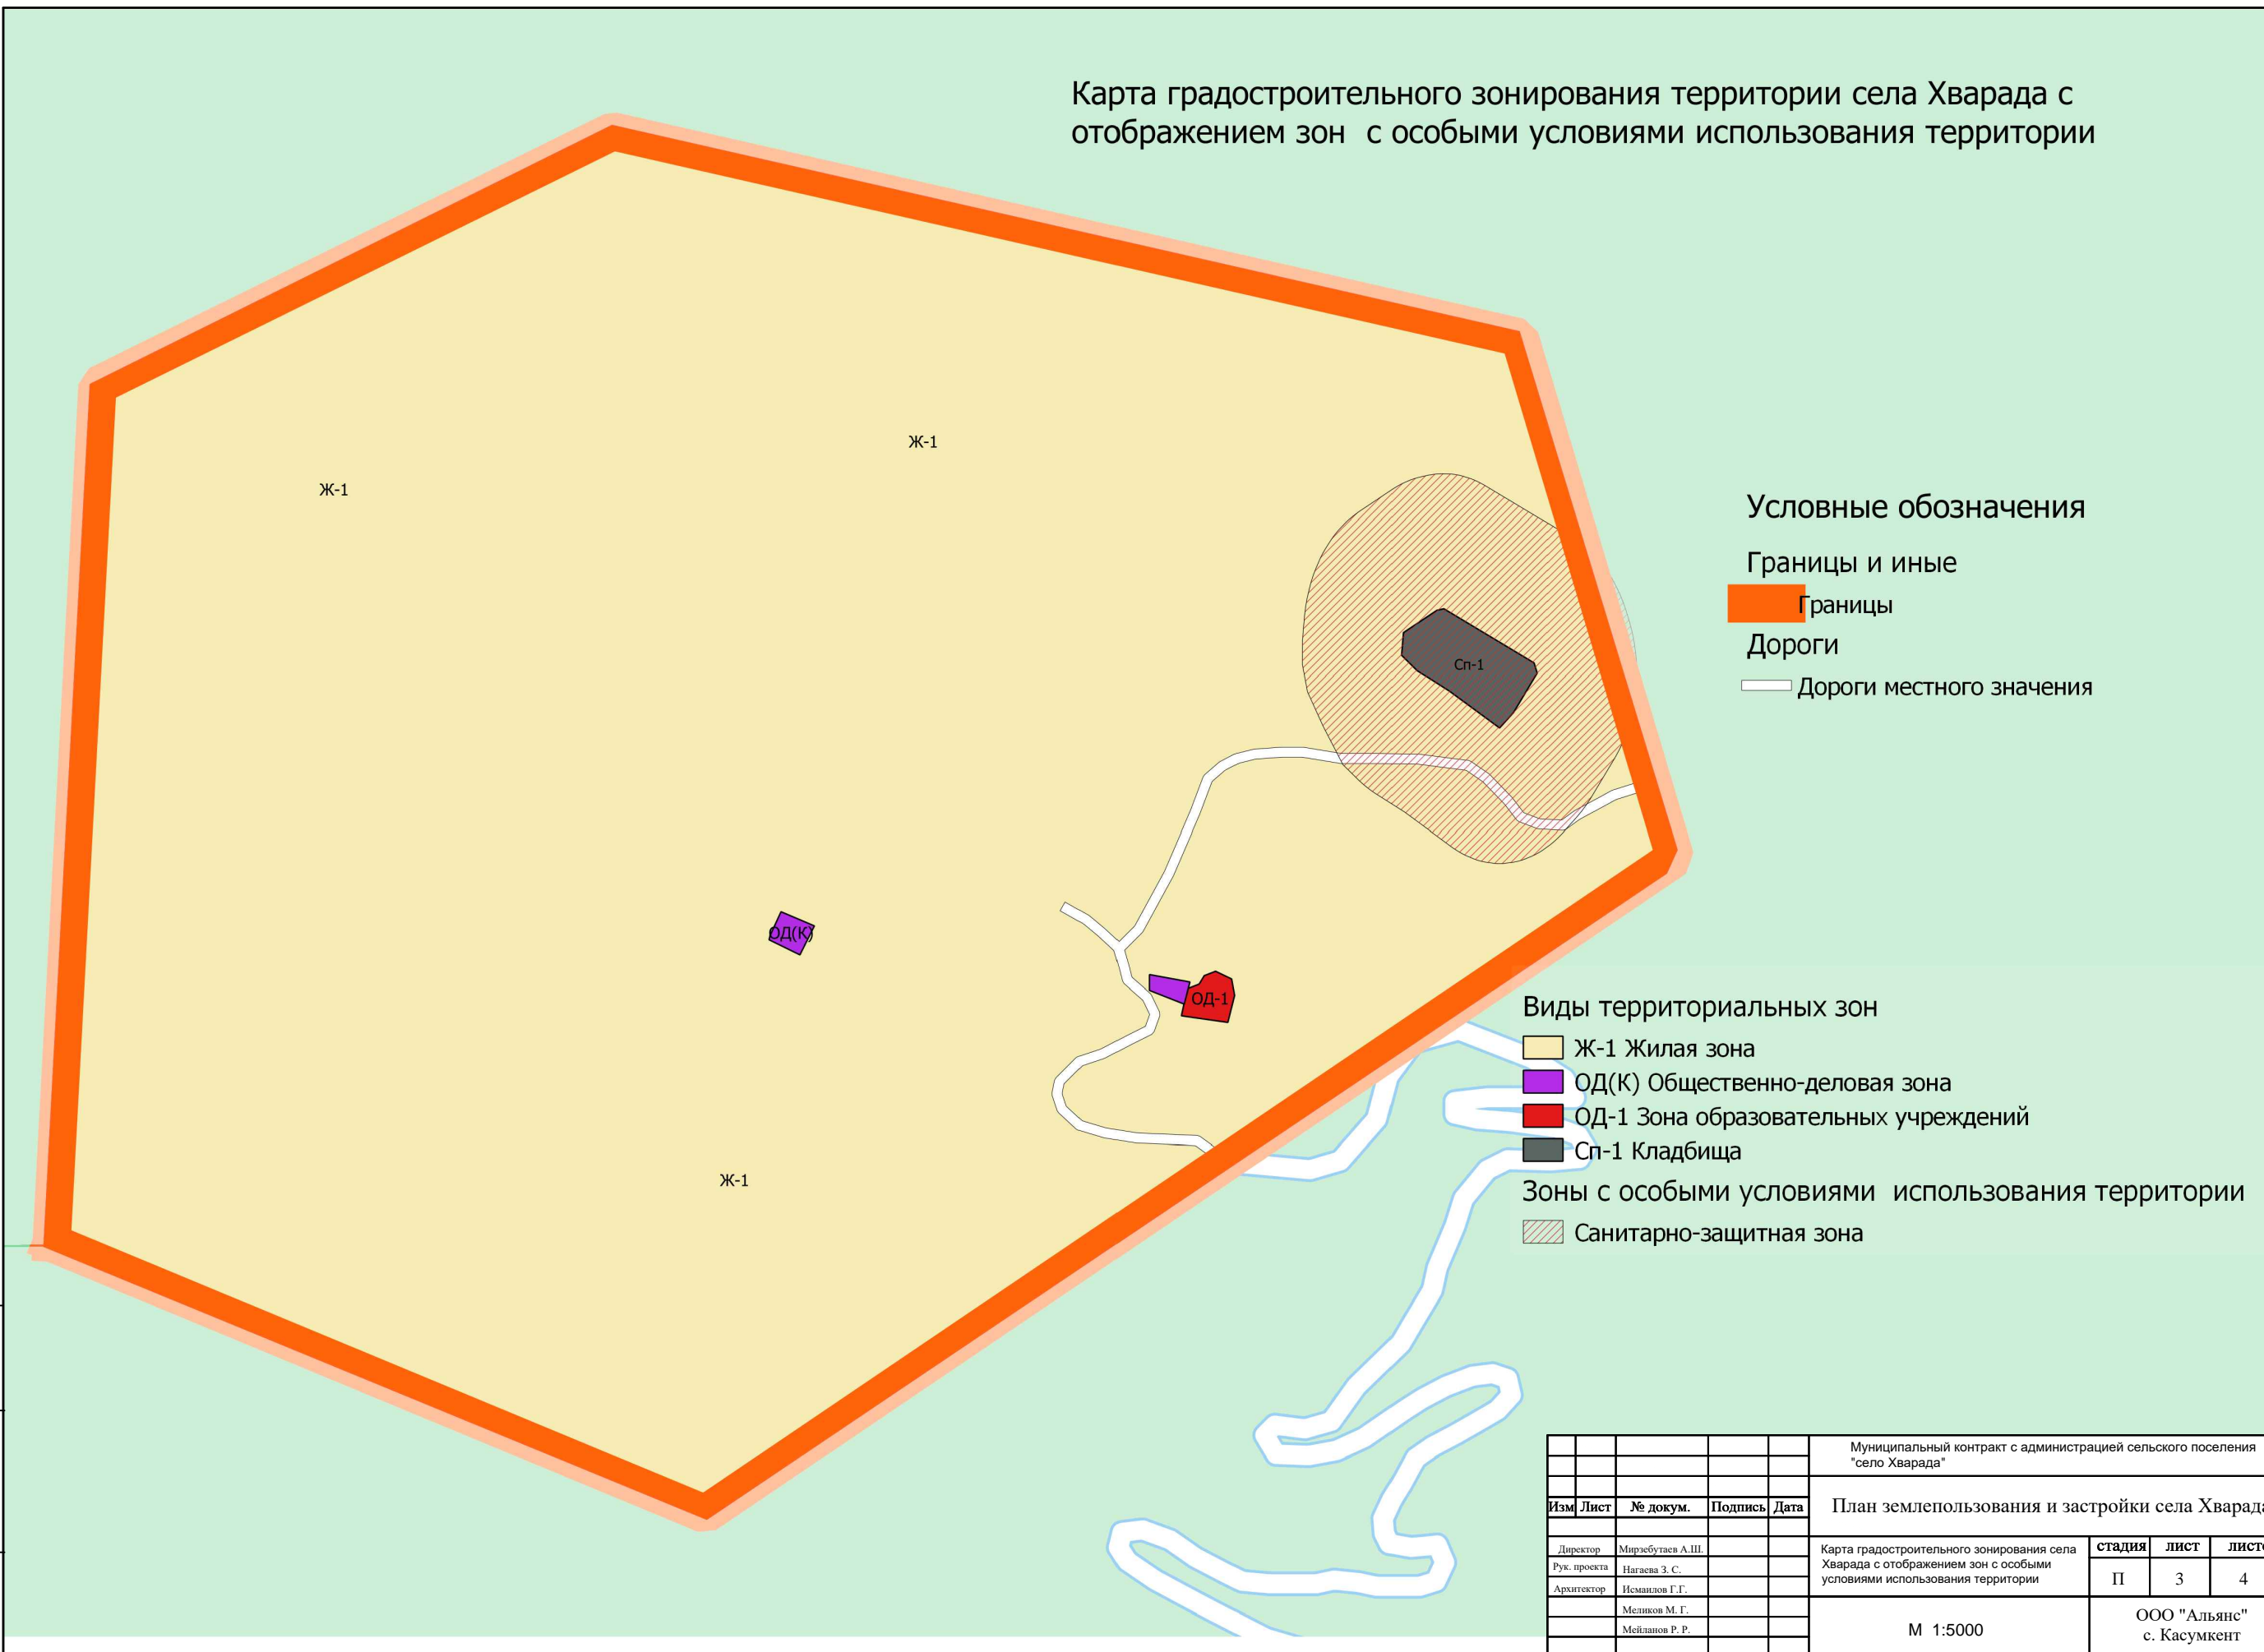 Карта градостроительного зонирования территории села Хварада с
отображением зон с особыми условиями использования территории
Ж-1
Ж-1
Условные обозначения
Границы и иные
Границы
Дороги
Дороги местного значения
Сп-1
ОД(К)
ОД-1
Ж-1
Виды территориальных зон
Ж-1 Жилая зона
ОД(К) Общественно-деловая зона
ОД-1 Зона образовательных учреждений
Сп-1 Кладбища
Зоны с особыми условиями использования территории
Санитарно-защитная зона
Муниципальный контракт с администрацией сельского поселения
"село Хварада"
Изм Лист № докум. Подпись Дата
План землепользования и застройки села Хварада
Директор Мирзебутаев А.Ш.
Рук. проекта Нагаева З. С.
Архитектор Исмаилов Г.Г.
Меликов М. Г.
Мейланов Р. Р.
Карта градостроительного зонирования села
Хварада с отображением зон с особыми
условиями использования территории
стадия лист
П 3 4
М 1:5000
ООО "Альянс"
с. Касумкент